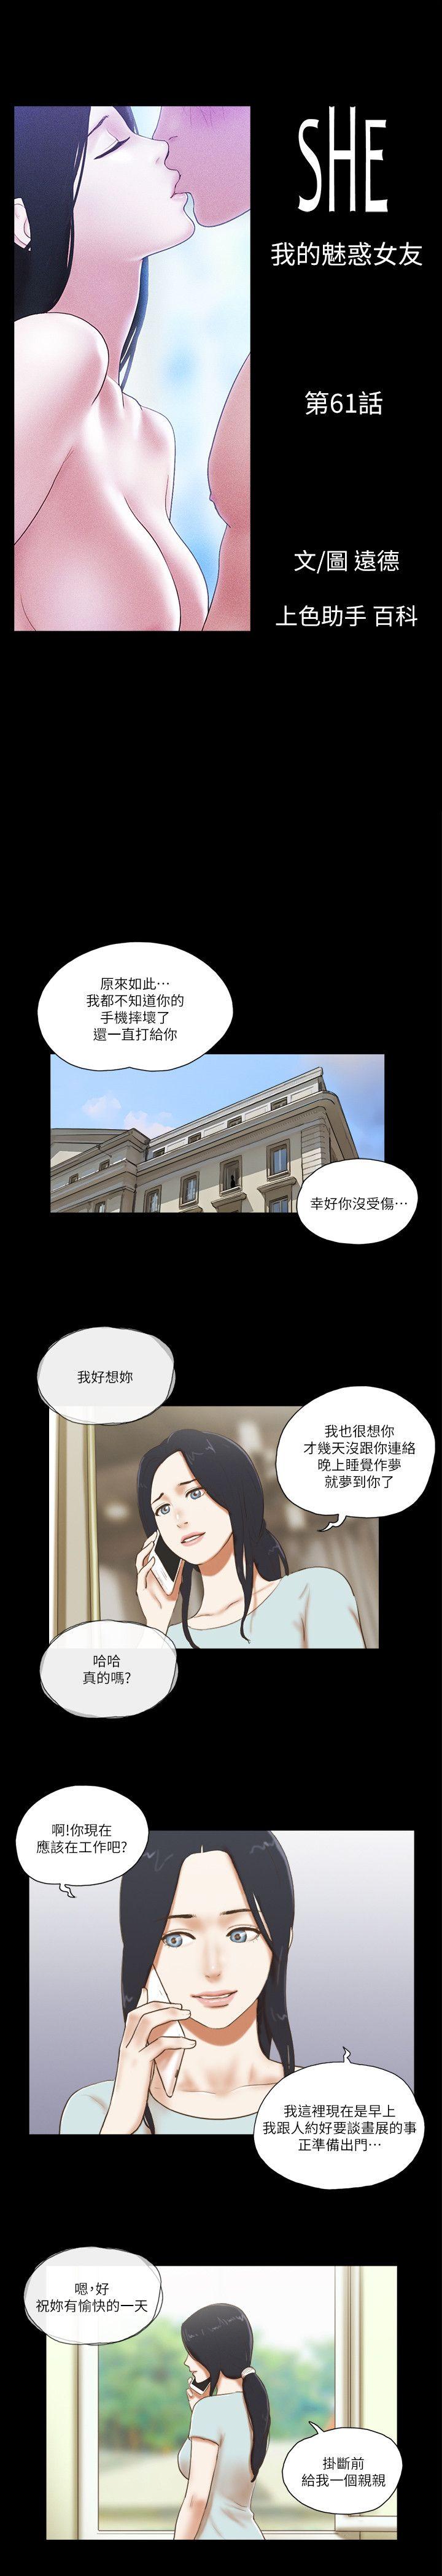 SHE
我的魅惑女友
第61話
文/圖 遠德
上色助手 百科
原來如此…
我都不知道你的
手機摔壞了
還一直打給你
幸好你沒受傷…
我好想妳
我也很想你
才幾天沒跟你連絡
晚上睡覺作夢
就夢到你了
哈哈
真的嗎?
啊!你現在
應該在工作吧?
我這裡現在是早上
我跟人約好要談畫展的事
正準備出門…
嗯,好
祝妳有愉快的一天
掛斷前
給我一個親親